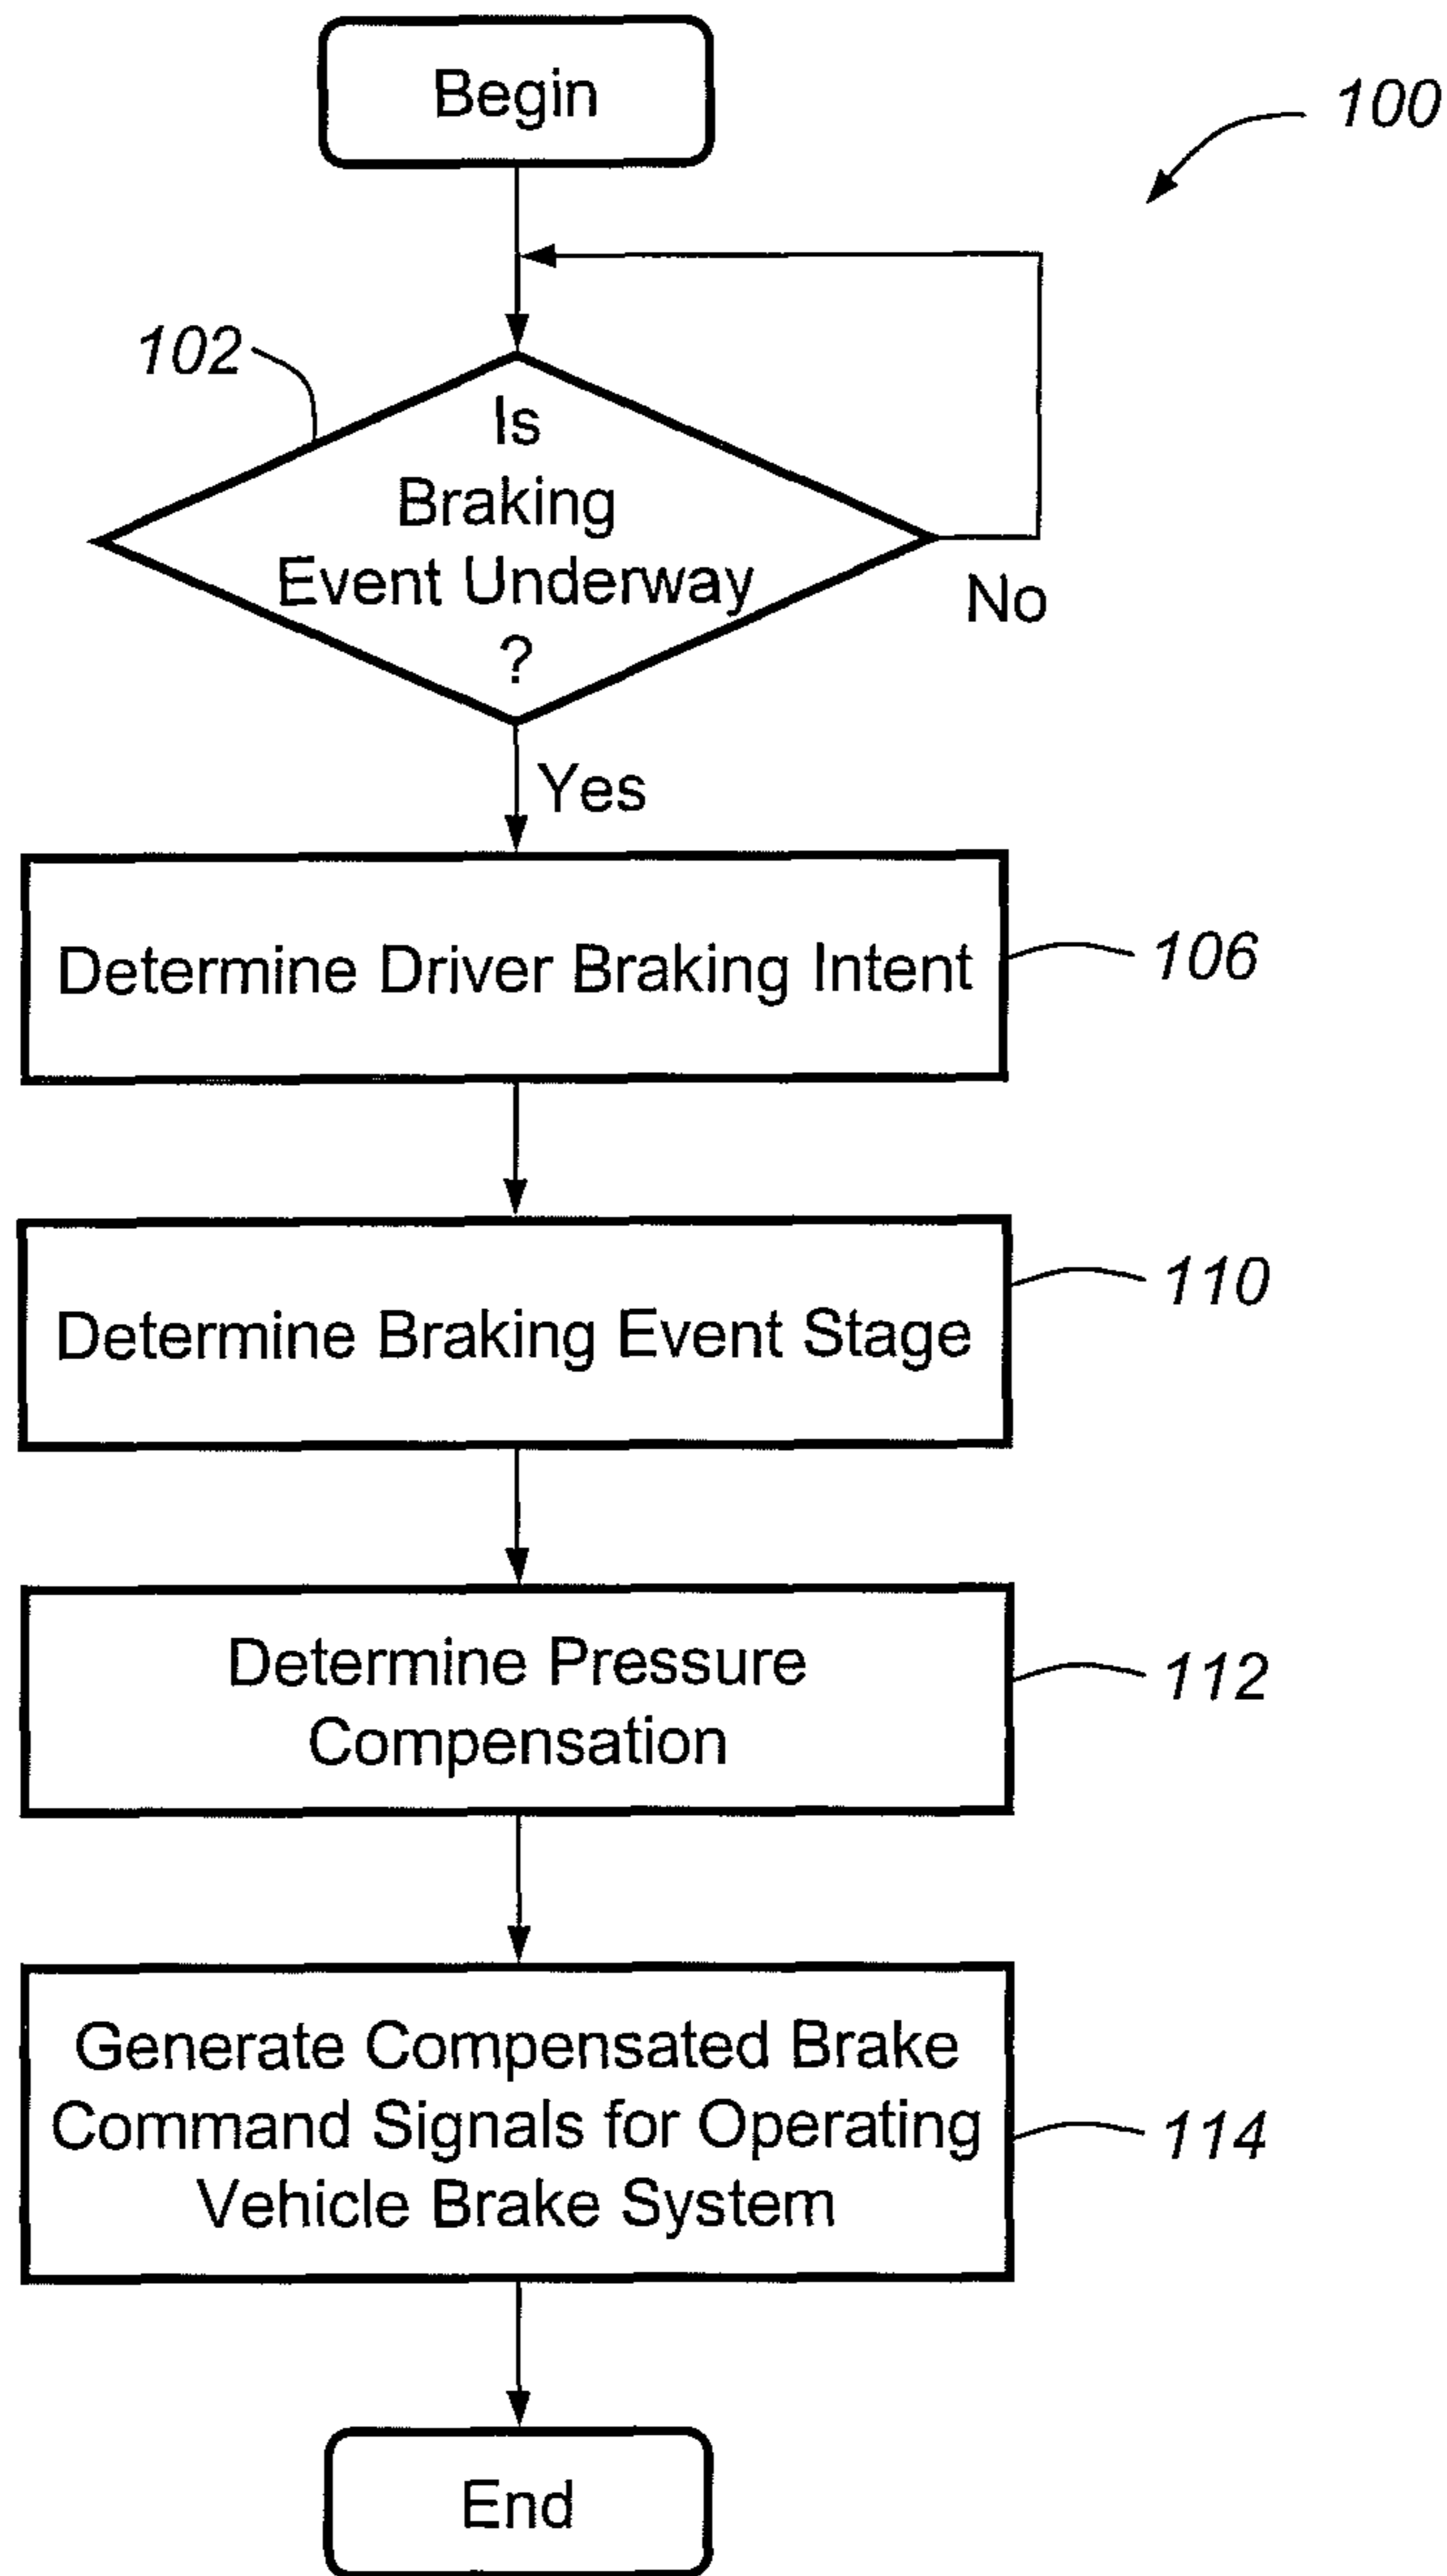 Begin
100
102
Is
Braking
Event Underway
?
No
Yes
Determine Driver Braking Intent
106
Determine Braking Event Stage
110
Determine Pressure
Compensation
112
Generate Compensated Brake
Command Signals for Operating
Vehicle Brake System
114
End